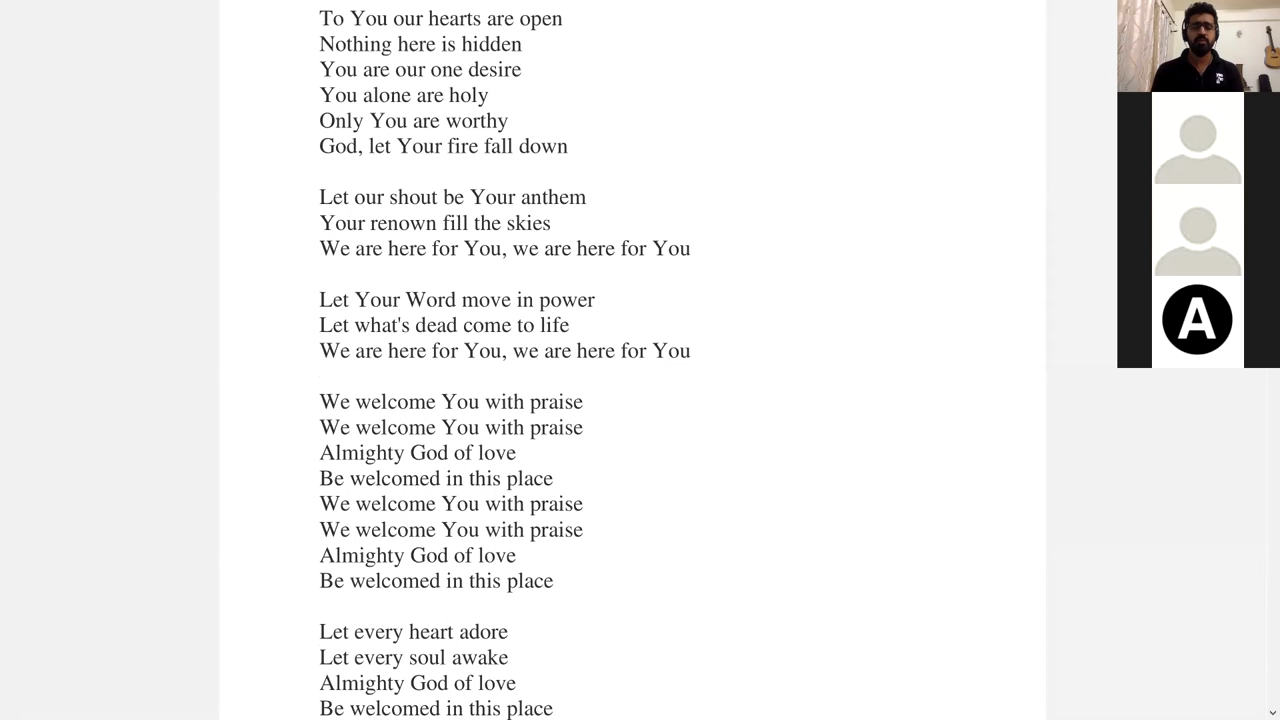 To You our hearts are open
Nothing here is hidden
You are our one desire
You alone are holy
Only You are worthy
God, let Your fire fall down
Let our shout be Your anthem
Your renown fill the skies
We are here for You, we are here for You
Let Your Word move in power
Let what's dead come to life
We are here for You, we are here for You
We welcome You with praise
We welcome You with praise
Almighty God of love
Be welcomed in this place
We welcome You with praise
We welcome You with praise
Almighty God of love
Be welcomed in this place
Let every heart adore
Let every soul awake
Almighty God of love
Be welcomed in this place
A